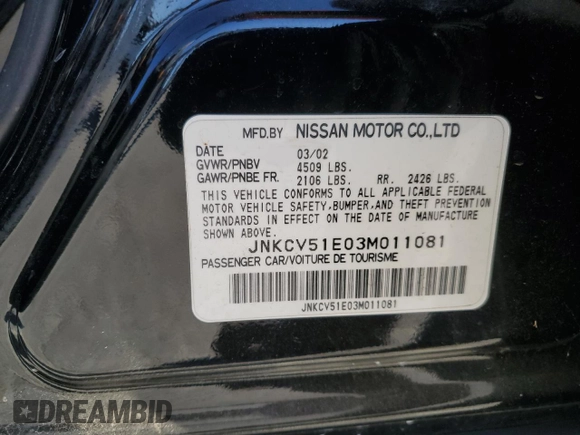 MFD.BY NISSAN MOTOR CO.,LTD
DATE 03/02
GVWR/PNBV 4509 LBS.
GAWR/PNBE FR. 2106 LBS. RR. 2426 LBS.
THIS VEHICLE CONFORMS TO ALL APPLICABLE FEDERAL
MOTOR VEHICLE SAFETY,BUMPER,AND THEFT PREVENTION
STANDARDS IN EFFECT ON THE DATE OF MANUFACTURE
SHOWN ABOVE.
JNKCV51E03M011081
PASSENGER CAR/VOITURE DE TOURISME
JNKCV51E03M011081
DREAMBID